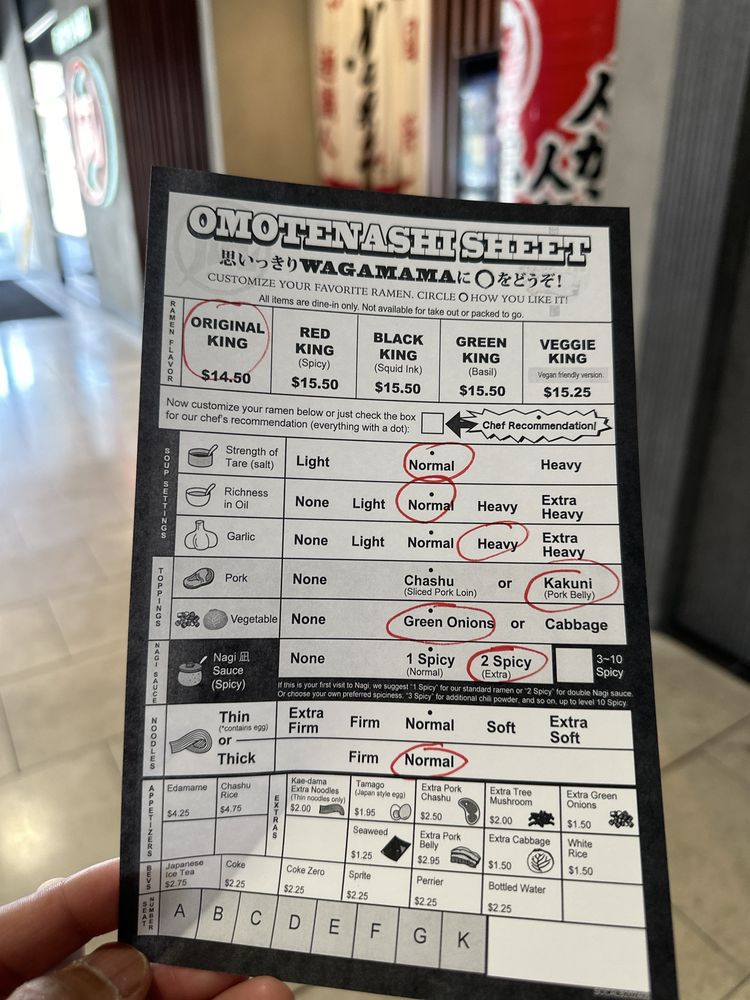 OMOTENASHI SHEET
思いっきりWAGAMAMAに○をどうぞ!
CUSTOMIZE YOUR FAVORITE RAMEN. CIRCLE O HOW YOU LIKE IT!
All items are dine-in only. Not available for take out or packed to go.
RAMEN FLAVOR
ORIGINAL KING $14.50
RED KING (Spicy) $15.50
BLACK KING (Squid Ink) $15.50
GREEN KING (Basil) $15.50
VEGGIE KING Vegan friendly version. $15.25
Now customize your ramen below or just check the box
for our chef's recommendation (everything with a dot):
Chef Recommendation!
SOUP SETTINGS
Strength of Tare (salt) Light Normal Heavy
Richness in Oil None Light Normal Heavy Extra Heavy
Garlic None Light Normal Heavy Extra Heavy
TOPPINGS
Pork None Chashu (Sliced Pork Loin) or Kakuni (Pork Belly)
Vegetable None Green Onions or Cabbage
NAGI SAUCE
Nagi 凪 Sauce (Spicy) None 1 Spicy (Normal) 2 Spicy (Extra) 3~10 Spicy
If this is your first visit to Nagi, we suggest "1 Spicy" for our standard ramen or "2 Spicy" for double Nagi sauce.
Or choose your own preferred spiciness. "3 Spicy" for additional chili powder, and so on, up to level 10 Spicy.
NOODLES
Thin (*contains egg) Extra Firm Firm Normal Soft Extra Soft
or
Thick Firm Normal
APPETIZERS
Edamame $4.25
Chashu Rice $4.75
EXTRAS
Kae-dama Extra Noodles (Thin noodles only) $2.00
Tamago (Japan style egg) $1.95
Extra Pork Chashu $2.50
Extra Tree Mushroom $2.00
Extra Green Onions $1.50
Seaweed $1.25
Extra Pork Belly $2.95
Extra Cabbage $1.50
White Rice $1.50
BEVS
Japanese Ice Tea $2.75
Coke $2.25
Coke Zero $2.25
Sprite $2.25
Perrier $2.25
Bottled Water $2.25
SEAT NUMBER
A B C D E F G K